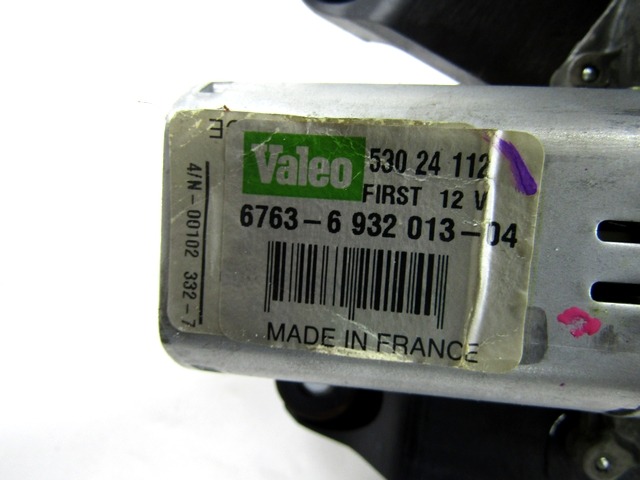 Valeo 530 24 112
FIRST 12 V
6763-6 932 013-04
MADE IN FRANCE
4/N-00102 332-7